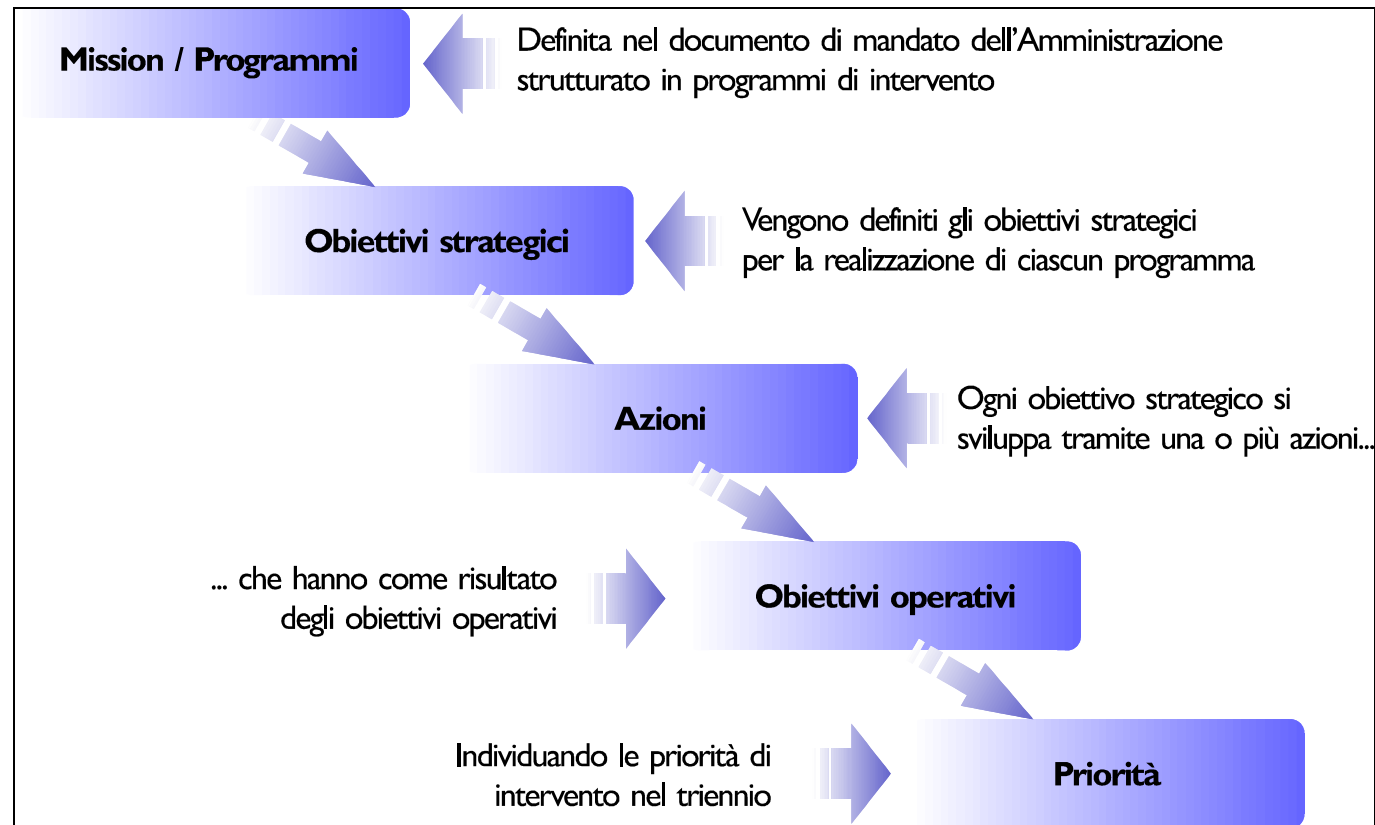 Mission / Programmi
Definita nel documento di mandato dell'Amministrazione
strutturato in programmi di intervento
Obiettivi strategici
Vengono definiti gli obiettivi strategici
per la realizzazione di ciascun programma
Azioni
Ogni obiettivo strategico si
sviluppa tramite una o più azioni...
... che hanno come risultato
degli obiettivi operativi
Obiettivi operativi
Individuando le priorità di
intervento nel triennio
Priorità